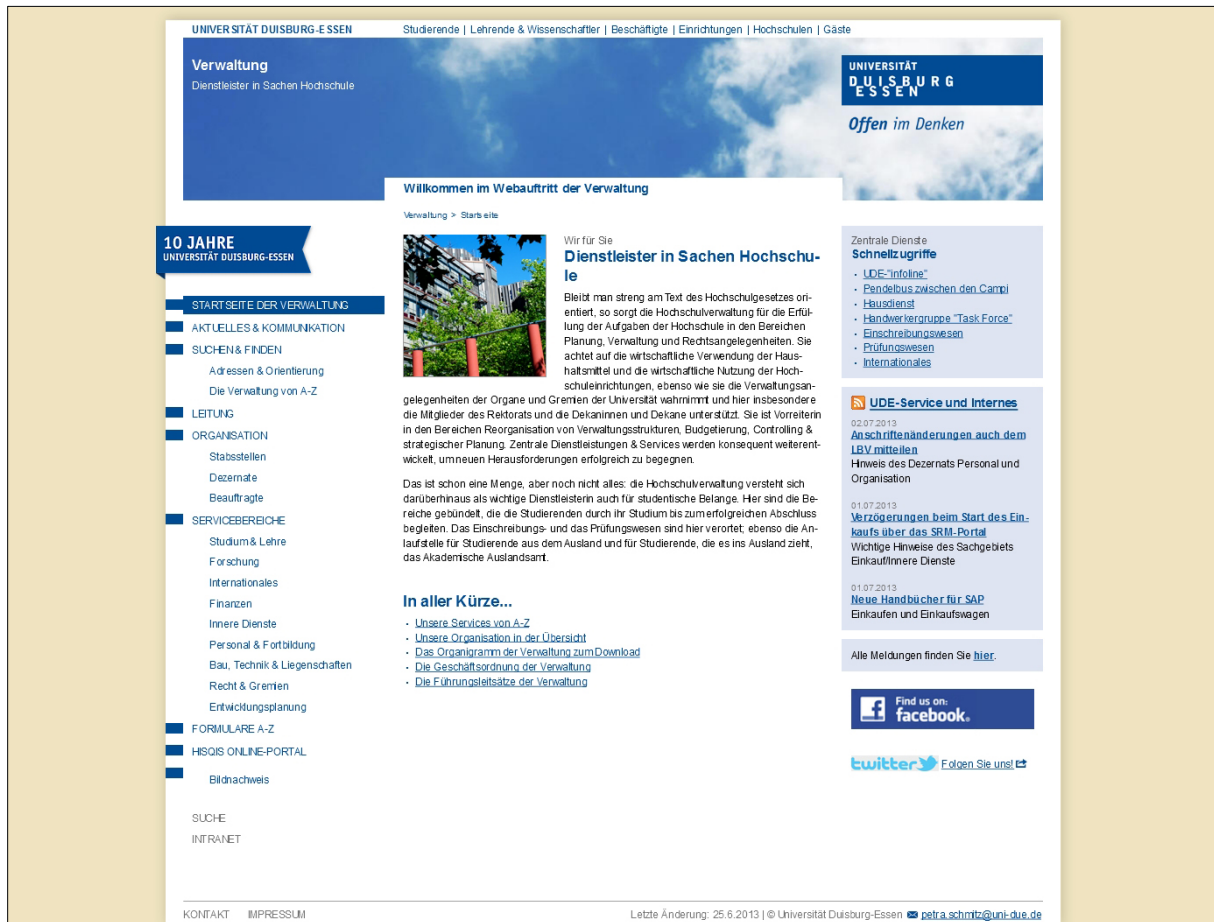 UNIVERSITÄT DUISBURG-ESSEN
Studierende | Lehrende & Wissenschaftler | Beschäftigte | Einrichtungen | Hochschulen | Gäste
Verwaltung
Dienstleister in Sachen Hochschule
UNIVERSITÄT
DUISBURG
ESSEN
Offen im Denken
Willkommen im Webauftritt der Verwaltung
Verwaltung > Startseite
10 JAHRE
UNIVERSITÄT DUISBURG-ESSEN
STARTSEITE DER VERWALTUNG
AKTUELLES & KOMMUNIKATION
SUCHEN & FINDEN
Adressen & Orientierung
Die Verwaltung von A-Z
LEITUNG
ORGANISATION
Stabsstellen
Dezernate
Beauftragte
SERVICEBEREICHE
Studium & Lehre
Forschung
Internationales
Finanzen
Innere Dienste
Personal & Fortbildung
Bau, Technik & Liegenschaften
Recht & Gremien
Entwicklungsplanung
FORMULARE A-Z
HISQIS ONLINE-PORTAL
Bildnachweis
SUCHE
INTRANET
Wir für Sie
Dienstleister in Sachen Hochschu-
le
Bleibt man streng am Text des Hochschulgesetzes ori-
entiert, so sorgt die Hochschulverwaltung für die Erfül-
lung der Aufgaben der Hochschule in den Bereichen
Planung, Verwaltung und Rechtsangelegenheiten. Sie
achtet auf die wirtschaftliche Verwendung der Haus-
haltsmittel und die wirtschaftliche Nutzung der Hoch-
schuleinrichtungen, ebenso wie sie die Verwaltungsan-
gelegenheiten der Organe und Gremien der Universität wahrnimmt und hier insbesondere
die Mitglieder des Rektorats und die Dekaninnen und Dekane unterstützt. Sie ist Vorreiterin
in den Bereichen Reorganisation von Verwaltungsstrukturen, Budgetierung, Controlling &
strategischer Planung. Zentrale Dienstleistungen & Services werden konsequent weiterent-
wickelt, um neuen Herausforderungen erfolgreich zu begegnen.
Das ist schon eine Menge, aber noch nicht alles: die Hochschulverwaltung versteht sich
darüberhinaus als wichtige Dienstleisterin auch für studentische Belange. Hier sind die Be-
reiche gebündelt, die die Studierenden durch ihr Studium bis zum erfolgreichen Abschluss
begleiten. Das Einschreibungs- und das Prüfungswesen sind hier verortet; ebenso die An-
laufstelle für Studierende aus dem Ausland und für Studierende, die es ins Ausland zieht,
das Akademische Auslandsamt.
In aller Kürze...
Unsere Services von A-Z
Unsere Organisation in der Übersicht
Das Organigramm der Verwaltung zum Download
Die Geschäftsordnung der Verwaltung
Die Führungsleitsätze der Verwaltung
Zentrale Dienste
Schnellzugriffe
UDE-"infoline"
Pendelbus zwischen den Campi
Hausdienst
Handwerkergruppe "Task Force"
Einschreibungswesen
Prüfungswesen
Internationales
UDE-Service und Internes
02.07.2013
Anschriftenänderungen auch dem
LBV mitteilen
Hinweis des Dezernats Personal und
Organisation
01.07.2013
Verzögerungen beim Start des Ein-
kaufs über das SRM-Portal
Wichtige Hinweise des Sachgebiets
Einkauf/Innere Dienste
01.07.2013
Neue Handbücher für SAP
Einkaufen und Einkaufswagen
Alle Meldungen finden Sie hier.
Find us on:
facebook.
twitter Folgen Sie uns!
KONTAKT IMPRESSUM
Letzte Änderung: 25.6.2013 | © Universität Duisburg-Essen petra.schmitz@uni-due.de